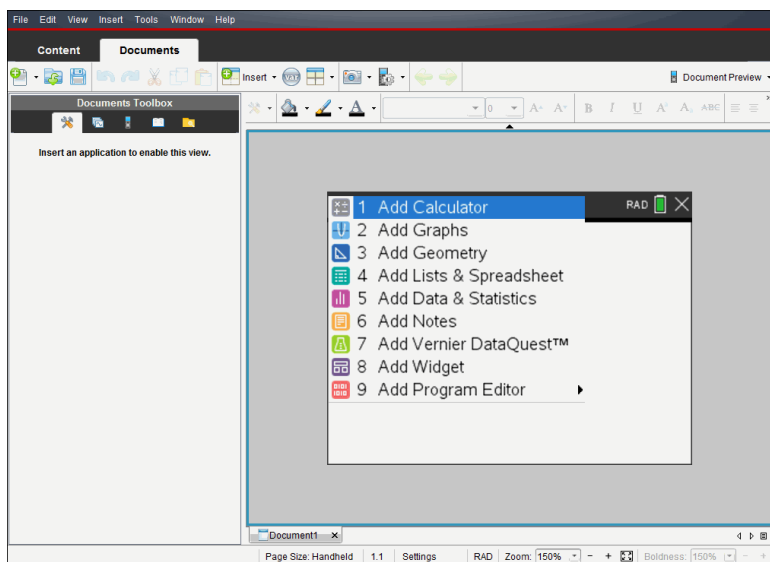 File Edit View Insert Tools Window Help
Content Documents
Insert Document Preview
Documents Toolbox
0 A- A+ B I U A ABC
Insert an application to enable this view.
RAD
1 Add Calculator
2 Add Graphs
3 Add Geometry
4 Add Lists & Spreadsheet
5 Add Data & Statistics
6 Add Notes
7 Add Vernier DataQuest™
8 Add Widget
9 Add Program Editor
Document1
Page Size: Handheld 1.1 Settings RAD Zoom: 150% - + Boldness: 150% - +